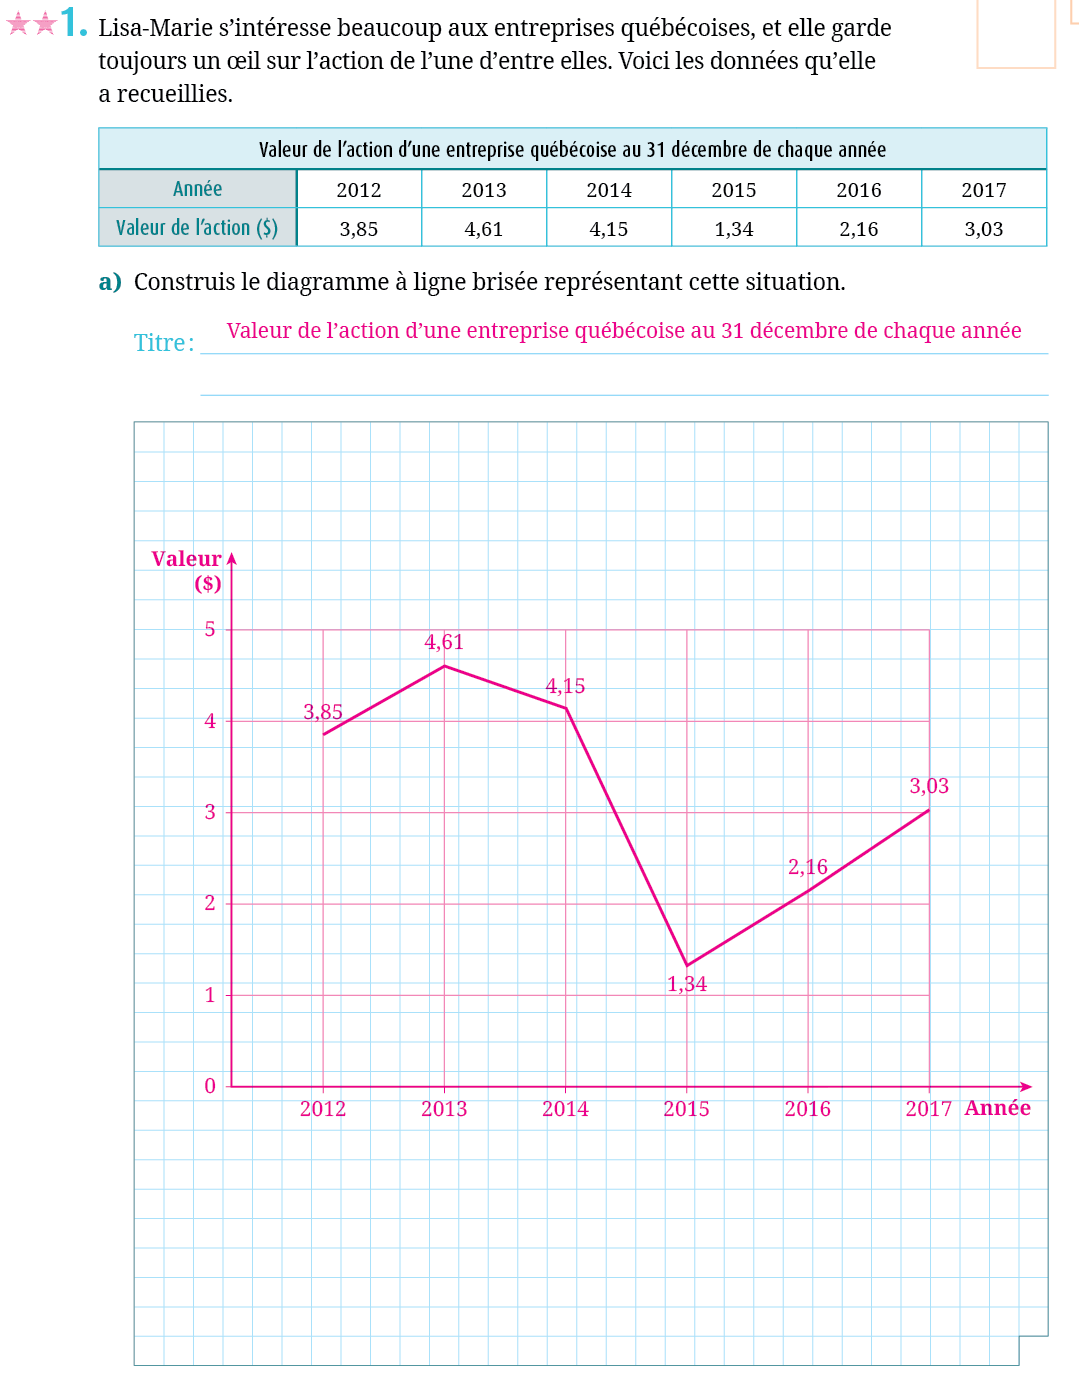 1. Lisa-Marie s’intéresse beaucoup aux entreprises québécoises, et elle garde
toujours un œil sur l’action de l’une d’entre elles. Voici les données qu’elle
a recueillies.
Valeur de l’action d’une entreprise québécoise au 31 décembre de chaque année
Année 2012 2013 2014 2015 2016 2017
Valeur de l’action ($) 3,85 4,61 4,15 1,34 2,16 3,03
a) Construis le diagramme à ligne brisée représentant cette situation.
Titre : Valeur de l’action d’une entreprise québécoise au 31 décembre de chaque année
Valeur
($)
5
4,61
4,15
3,85
4
3,03
3
2,16
2
1,34
1
0
2012 2013 2014 2015 2016 2017 Année